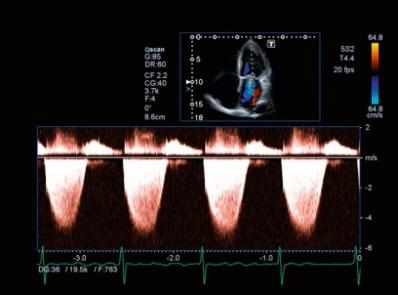 Qscan
G:85
DR:60
CF 2.2
CG:40
3.7k
F:4
0°
8.6cm
0
5
10
15
18
T
64.8
5S2
T4.4
20 fps
64.8
cm/s
2
m/s
-2
-4
-6
-3.0
-2.0
-1.0
0
DG:36 / 19.5k / F:763